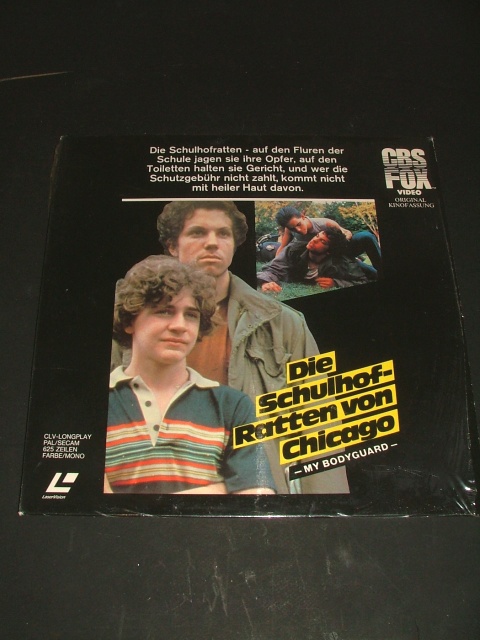 Die Schulhofratten - auf den Fluren der
Schule jagen sie ihre Opfer, auf den
Toiletten halten sie Gericht, und wer die
Schutzgebühr nicht zahlt, kommt nicht
mit heiler Haut davon.
CBS
FOX
VIDEO
ORIGINAL
KINOFASSUNG
Die
Schulhof-
Ratten von
Chicago
– MY BODYGUARD –
CLV-LONGPLAY
PAL/SECAM
625 ZEILEN
FARBE/MONO
LaserVision